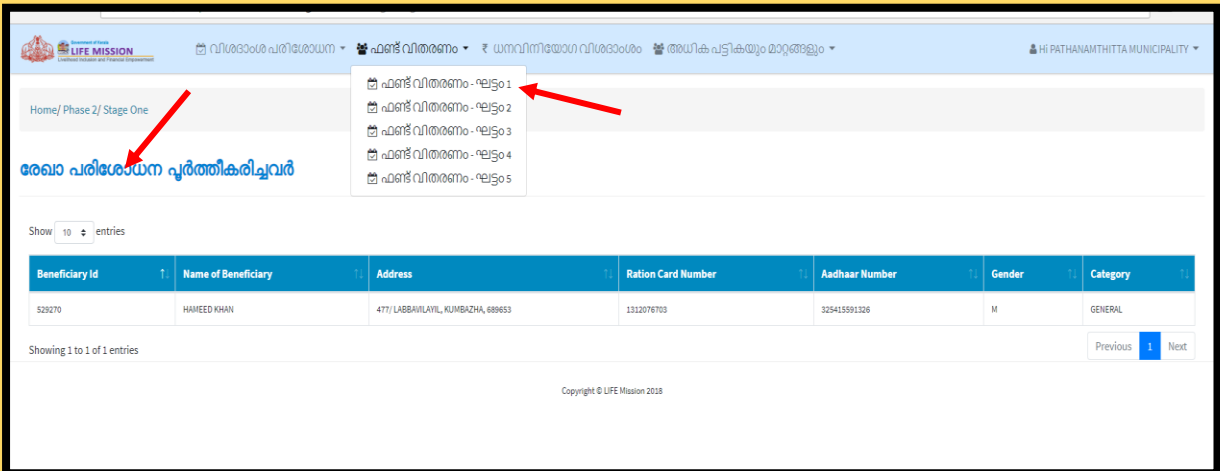 Government of Kerala
LIFE MISSION
Livelihood Inclusion and Financial Empowerment
വിശദാംശ പരിശോധന ഫണ്ട് വിതരണം ₹ ധനവിനിയോഗ വിശദാംശം അധിക പട്ടികയും മാറ്റങ്ങളും Hi PATHANAMTHITTA MUNICIPALITY
ഫണ്ട് വിതരണം - ഘട്ടം 1
ഫണ്ട് വിതരണം - ഘട്ടം 2
ഫണ്ട് വിതരണം - ഘട്ടം 3
ഫണ്ട് വിതരണം - ഘട്ടം 4
ഫണ്ട് വിതരണം - ഘട്ടം 5
Home/ Phase 2/ Stage One
രേഖാ പരിശോധന പൂർത്തീകരിച്ചവർ
Show 10 entries
Beneficiary Id Name of Beneficiary Address Ration Card Number Aadhaar Number Gender Category
529270 HAMEED KHAN 477/ LABBAVILAYIL, KUMBAZHA, 689653 1312076703 325415591326 M GENERAL
Showing 1 to 1 of 1 entries
Previous 1 Next
Copyright © LIFE Mission 2018